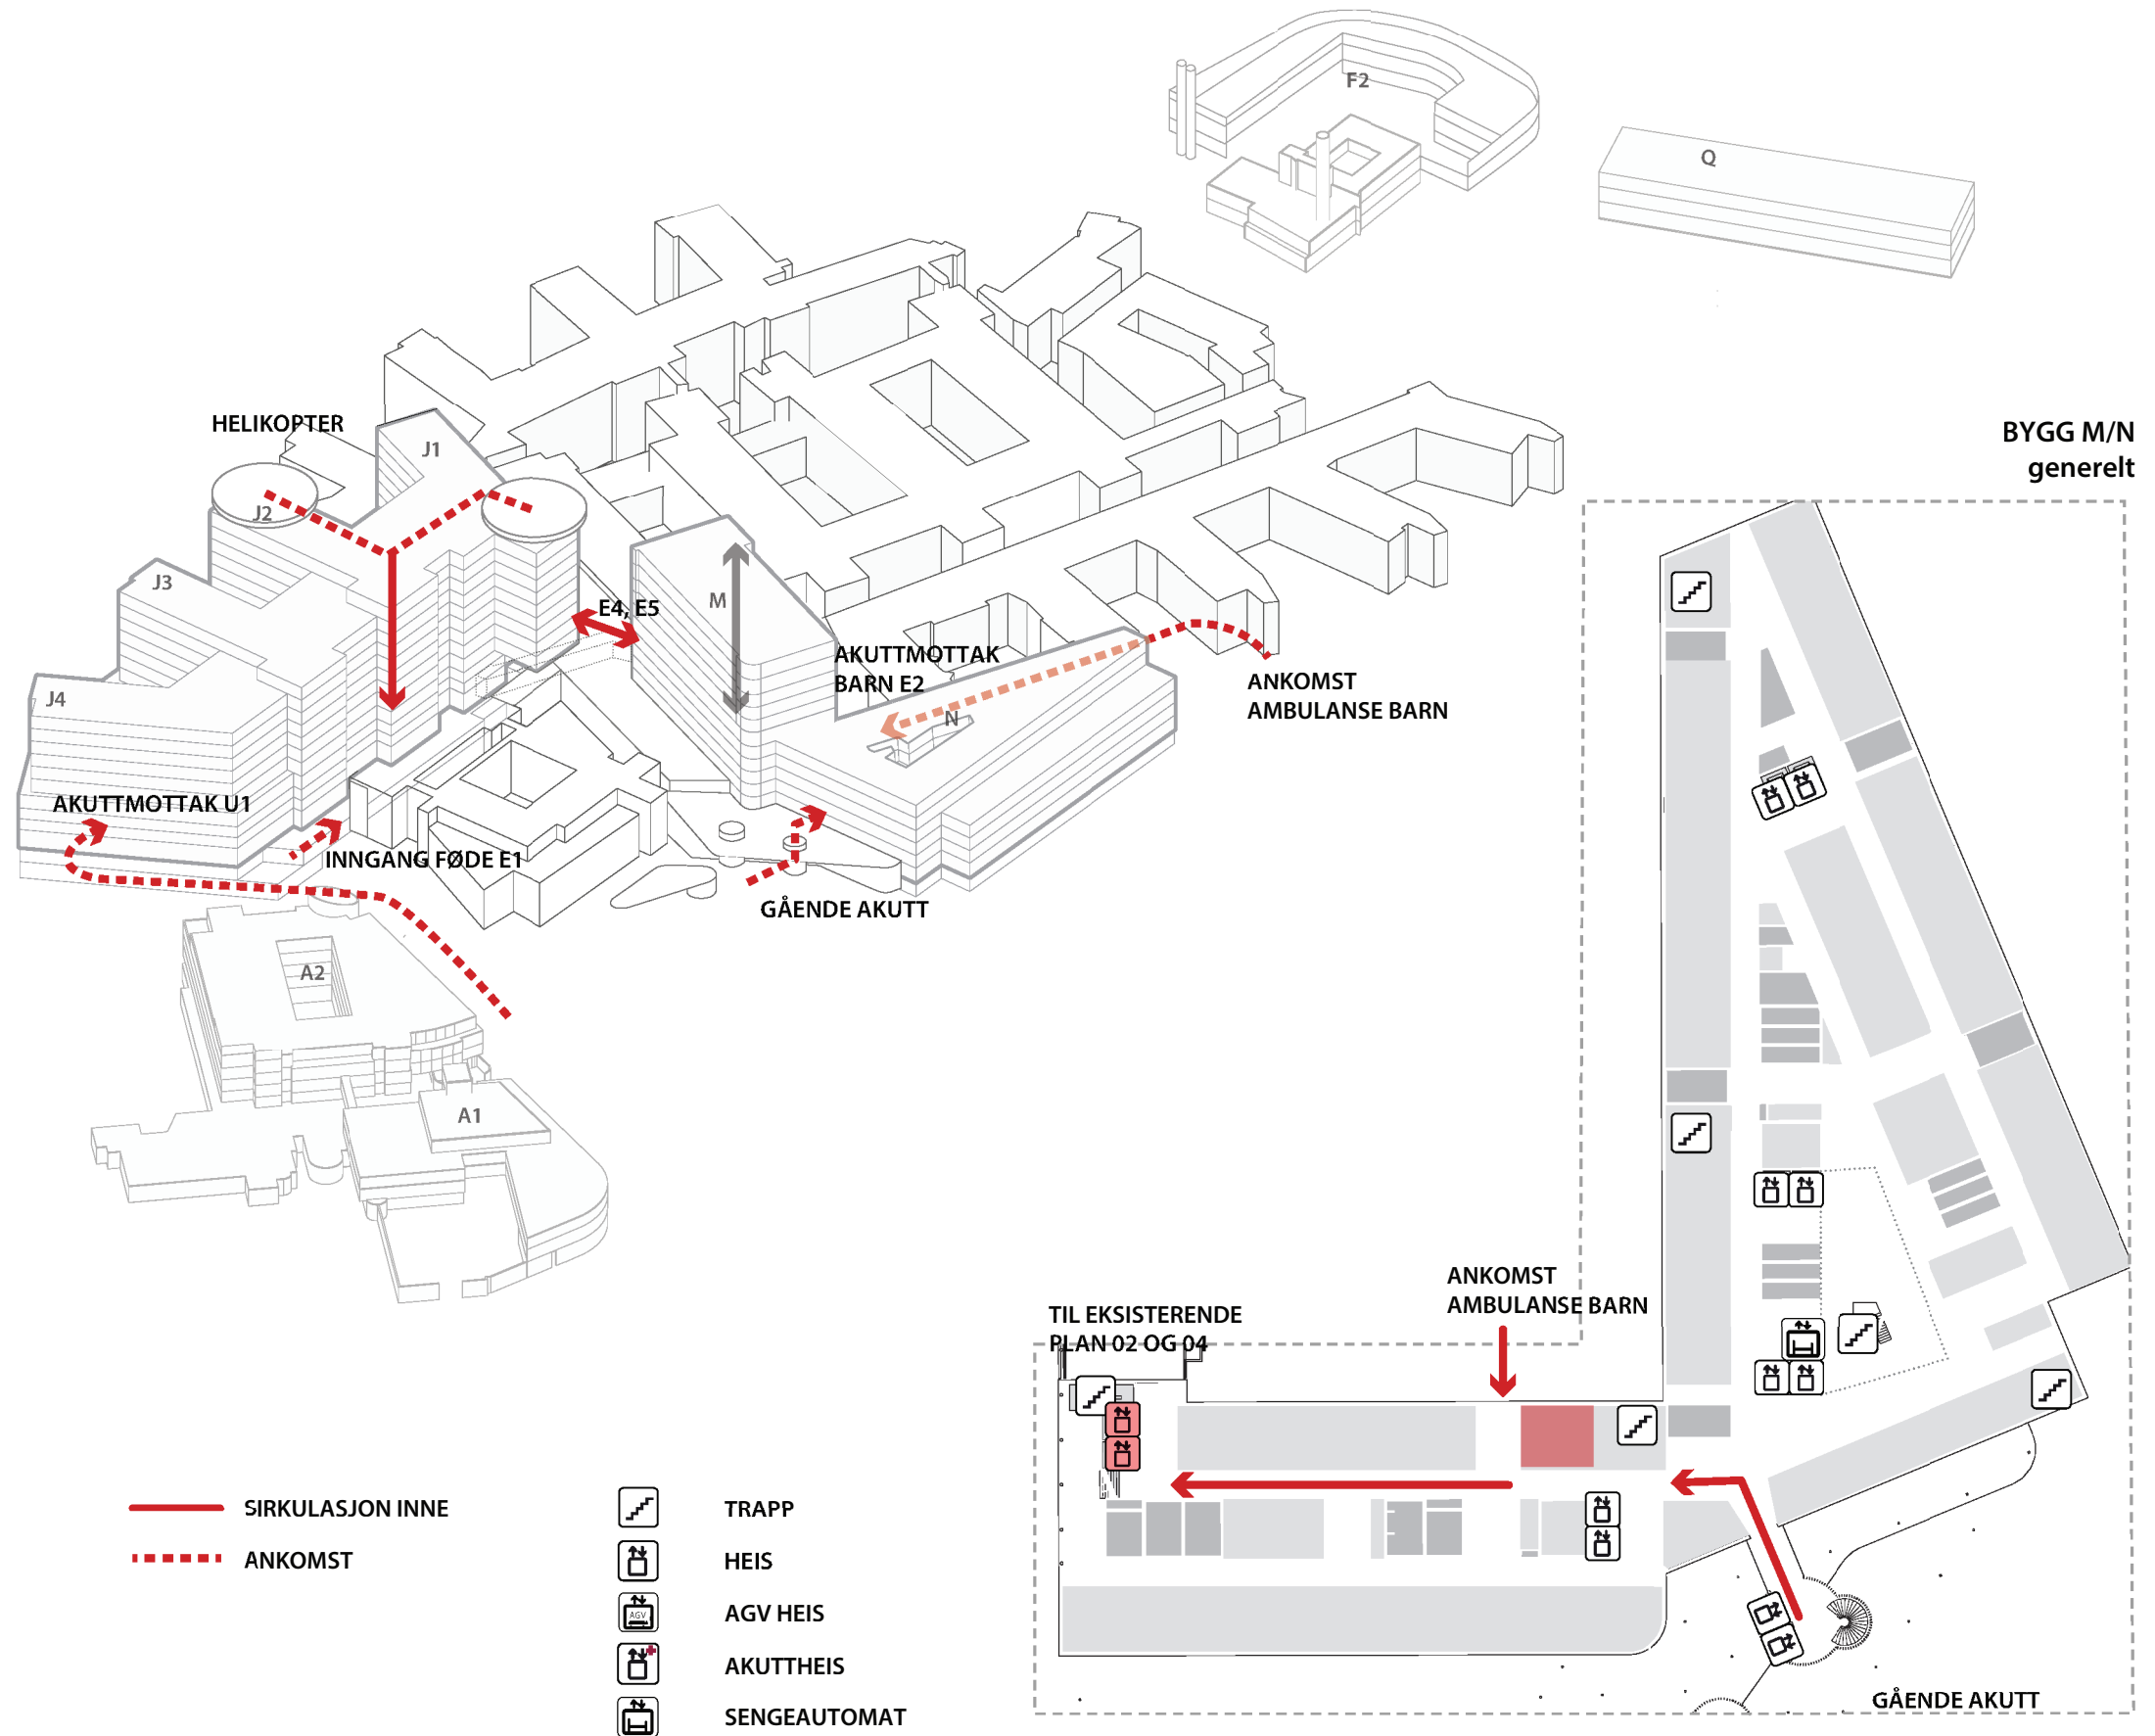 F2
Q
HELIKOPTER
J1
J2
J3
J4
E4, E5
M
AKUTTMOTTAK
BARN E2
N
ANKOMST
AMBULANSE BARN
AKUTTMOTTAK U1
INNGANG FØDE E1
GÅENDE AKUTT
A2
A1
BYGG M/N
generelt
ANKOMST
AMBULANSE BARN
TIL EKSISTERENDE
PLAN 02 OG 04
GÅENDE AKUTT
SIRKULASJON INNE
ANKOMST
TRAPP
HEIS
AGV
AGV HEIS
AKUTTHEIS
SENGEAUTOMAT